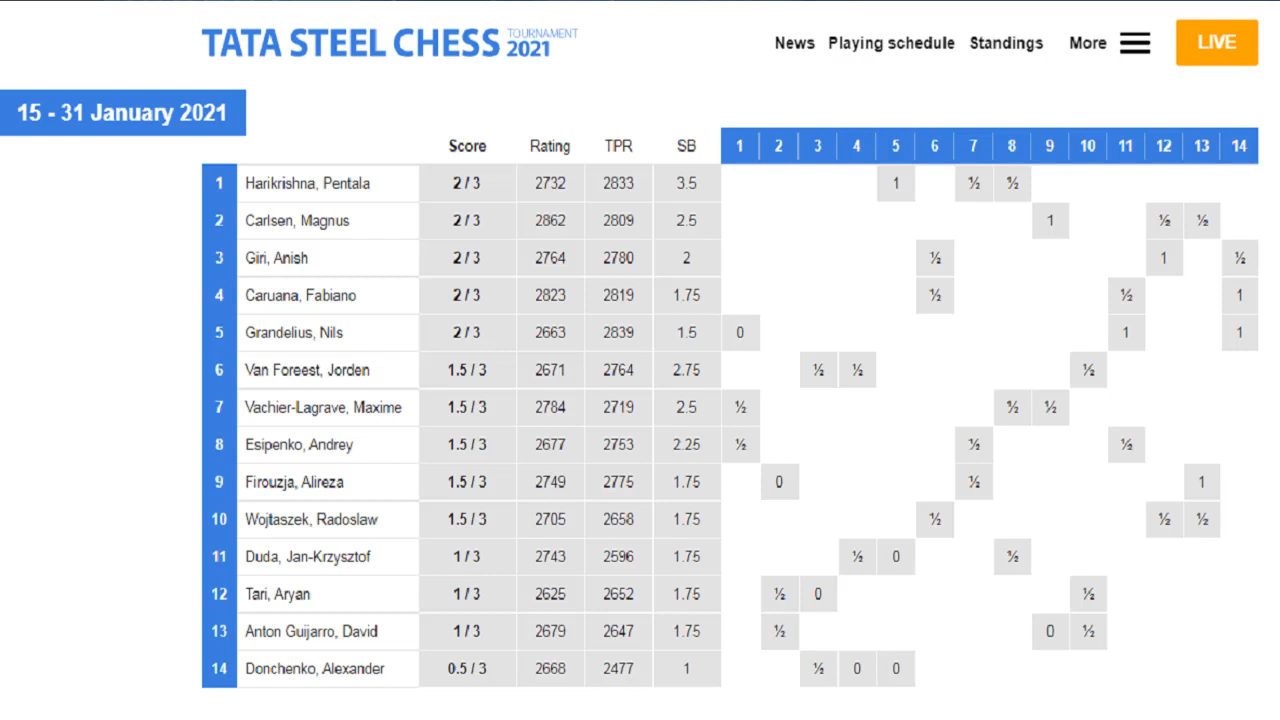 TATA STEEL CHESS TOURNAMENT 2021
News Playing schedule Standings More LIVE
15 - 31 January 2021
Score Rating TPR SB 1 2 3 4 5 6 7 8 9 10 11 12 13 14
1 Harikrishna, Pentala 2 / 3 2732 2833 3.5 1 ½ ½
2 Carlsen, Magnus 2 / 3 2862 2809 2.5 1 ½ ½
3 Giri, Anish 2 / 3 2764 2780 2 ½ 1 ½
4 Caruana, Fabiano 2 / 3 2823 2819 1.75 ½ ½ 1
5 Grandelius, Nils 2 / 3 2663 2839 1.5 0 1 1
6 Van Foreest, Jorden 1.5 / 3 2671 2764 2.75 ½ ½ ½
7 Vachier-Lagrave, Maxime 1.5 / 3 2784 2719 2.5 ½ ½ ½
8 Esipenko, Andrey 1.5 / 3 2677 2753 2.25 ½ ½ ½
9 Firouzja, Alireza 1.5 / 3 2749 2775 1.75 0 ½ 1
10 Wojtaszek, Radoslaw 1.5 / 3 2705 2658 1.75 ½ ½ ½
11 Duda, Jan-Krzysztof 1 / 3 2743 2596 1.75 ½ 0 ½
12 Tari, Aryan 1 / 3 2625 2652 1.75 ½ 0 ½
13 Anton Guijarro, David 1 / 3 2679 2647 1.75 ½ 0 ½
14 Donchenko, Alexander 0.5 / 3 2668 2477 1 ½ 0 0